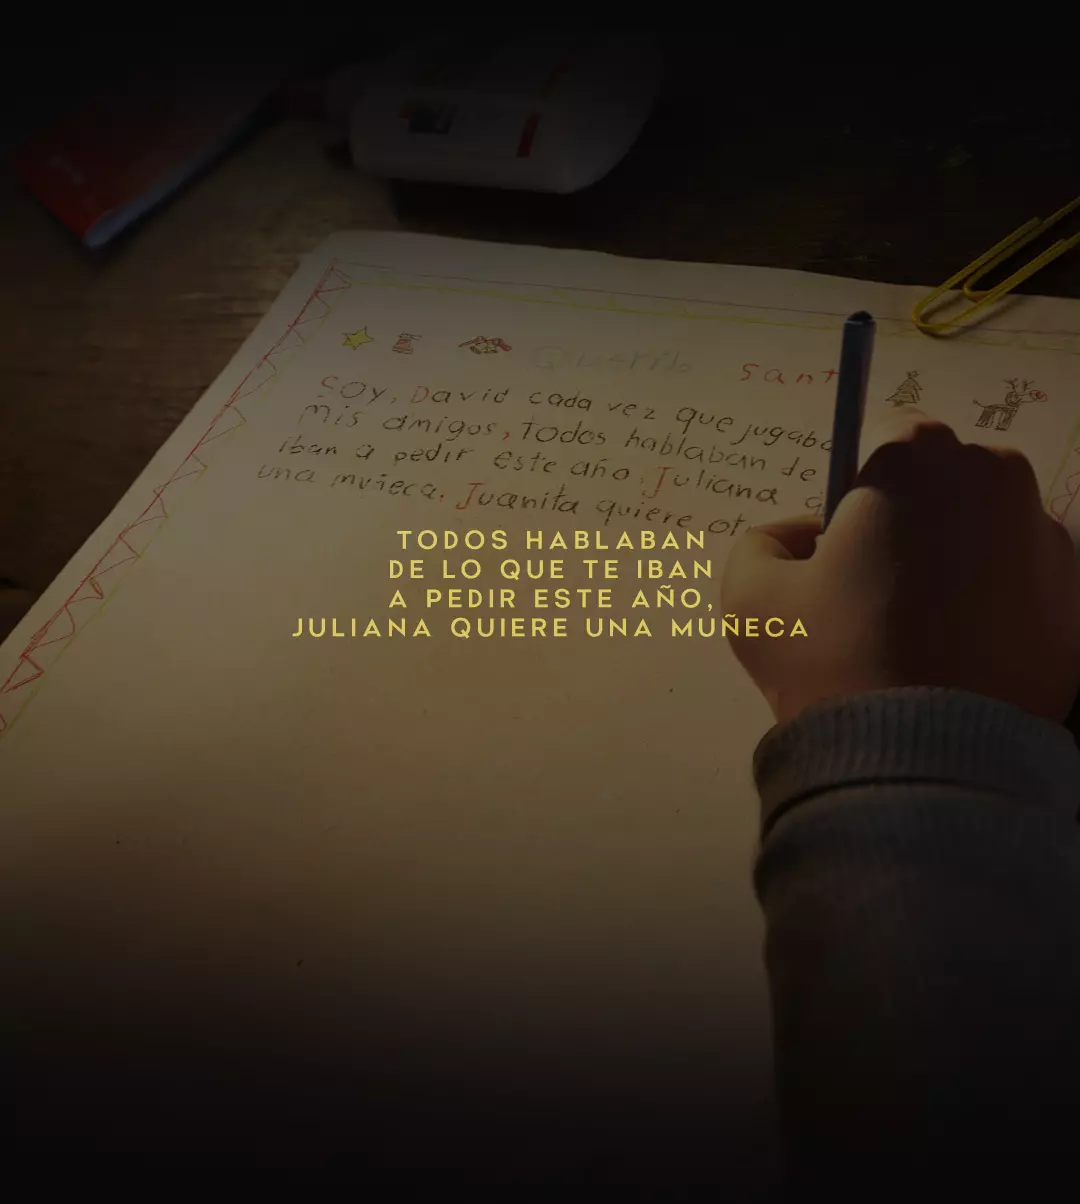 Querido Sant
SOY, David cada vez que jugaba
Mis amigos, Todos hablaban de
iban a pedir este año. Juliana
una muñeca. Juanita quiere
TODOS HABLABAN
DE LO QUE TE IBAN
A PEDIR ESTE AÑO,
JULIANA QUIERE UNA MUÑECA